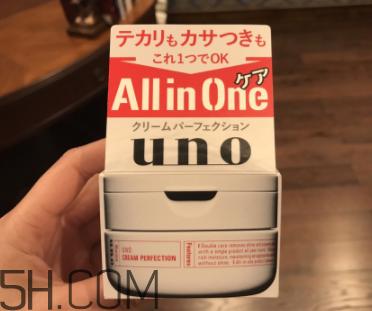 テカリもカサつきも
これ1つでOK
All in One
ケア
クリームパーフェクション
uno
uno
UNO
CREAM PERFECTION
Features
5H.COM